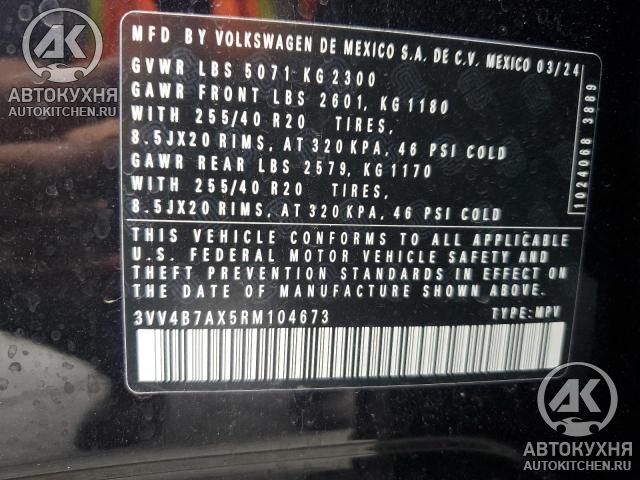 AK
АВТОКУХНЯ
AUTOKITCHEN.RU
MFD BY VOLKSWAGEN DE MEXICO S.A. DE C.V. MEXICO 03/24
GVWR LBS 5071 KG 2300
GAWR FRONT LBS 2601, KG 1180
WITH 255/40 R20 TIRES,
8.5JX20 RIMS, AT 320 KPA, 46 PSI COLD
GAWR REAR LBS 2579, KG 1170
WITH 255/40 R20 TIRES,
8.5JX20 RIMS, AT 320 KPA, 46 PSI COLD
1024068 3889
THIS VEHICLE CONFORMS TO ALL APPLICABLE
U.S. FEDERAL MOTOR VEHICLE SAFETY AND
THEFT PREVENTION STANDARDS IN EFFECT ON
THE DATE OF MANUFACTURE SHOWN ABOVE.
3VV4B7AX5RM104673 TYPE: MPV
AK
АВТОКУХНЯ
AUTOKITCHEN.RU